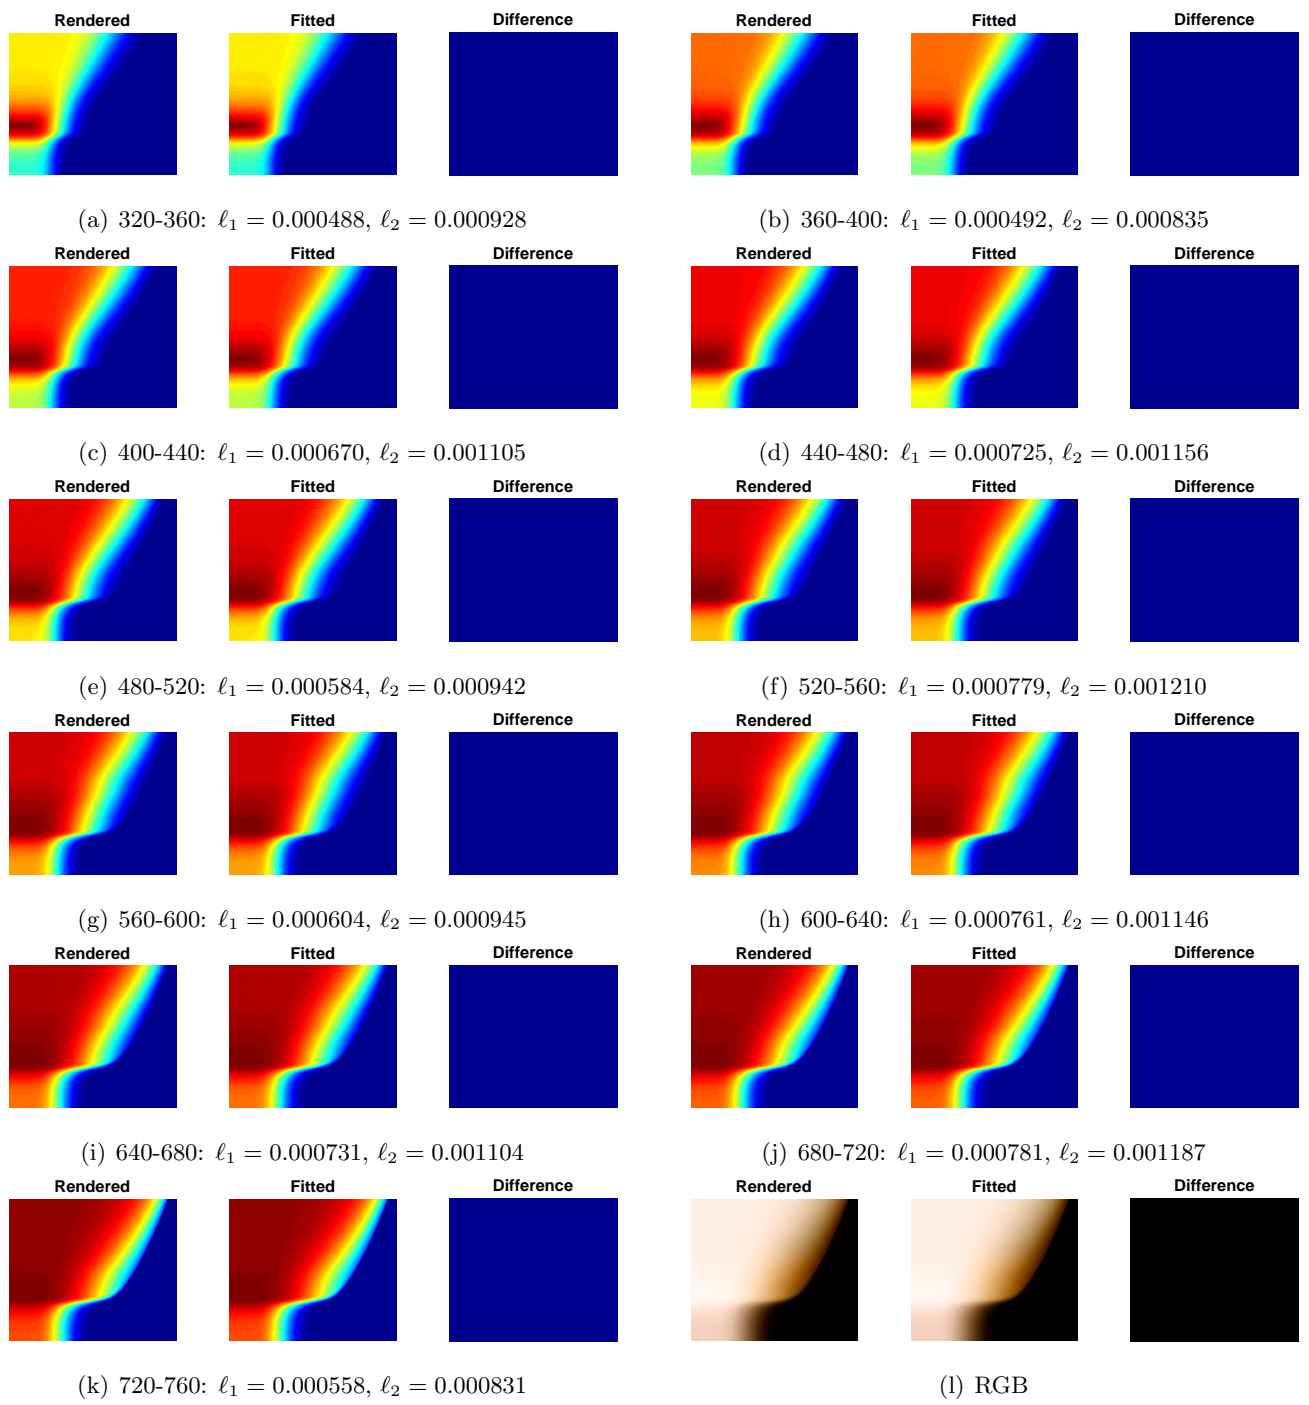 Rendered Fitted Difference Rendered Fitted Difference
(a) 320-360: ℓ₁ = 0.000488, ℓ₂ = 0.000928 (b) 360-400: ℓ₁ = 0.000492, ℓ₂ = 0.000835
Rendered Fitted Difference Rendered Fitted Difference
(c) 400-440: ℓ₁ = 0.000670, ℓ₂ = 0.001105 (d) 440-480: ℓ₁ = 0.000725, ℓ₂ = 0.001156
Rendered Fitted Difference Rendered Fitted Difference
(e) 480-520: ℓ₁ = 0.000584, ℓ₂ = 0.000942 (f) 520-560: ℓ₁ = 0.000779, ℓ₂ = 0.001210
Rendered Fitted Difference Rendered Fitted Difference
(g) 560-600: ℓ₁ = 0.000604, ℓ₂ = 0.000945 (h) 600-640: ℓ₁ = 0.000761, ℓ₂ = 0.001146
Rendered Fitted Difference Rendered Fitted Difference
(i) 640-680: ℓ₁ = 0.000731, ℓ₂ = 0.001104 (j) 680-720: ℓ₁ = 0.000781, ℓ₂ = 0.001187
Rendered Fitted Difference Rendered Fitted Difference
(k) 720-760: ℓ₁ = 0.000558, ℓ₂ = 0.000831 (l) RGB